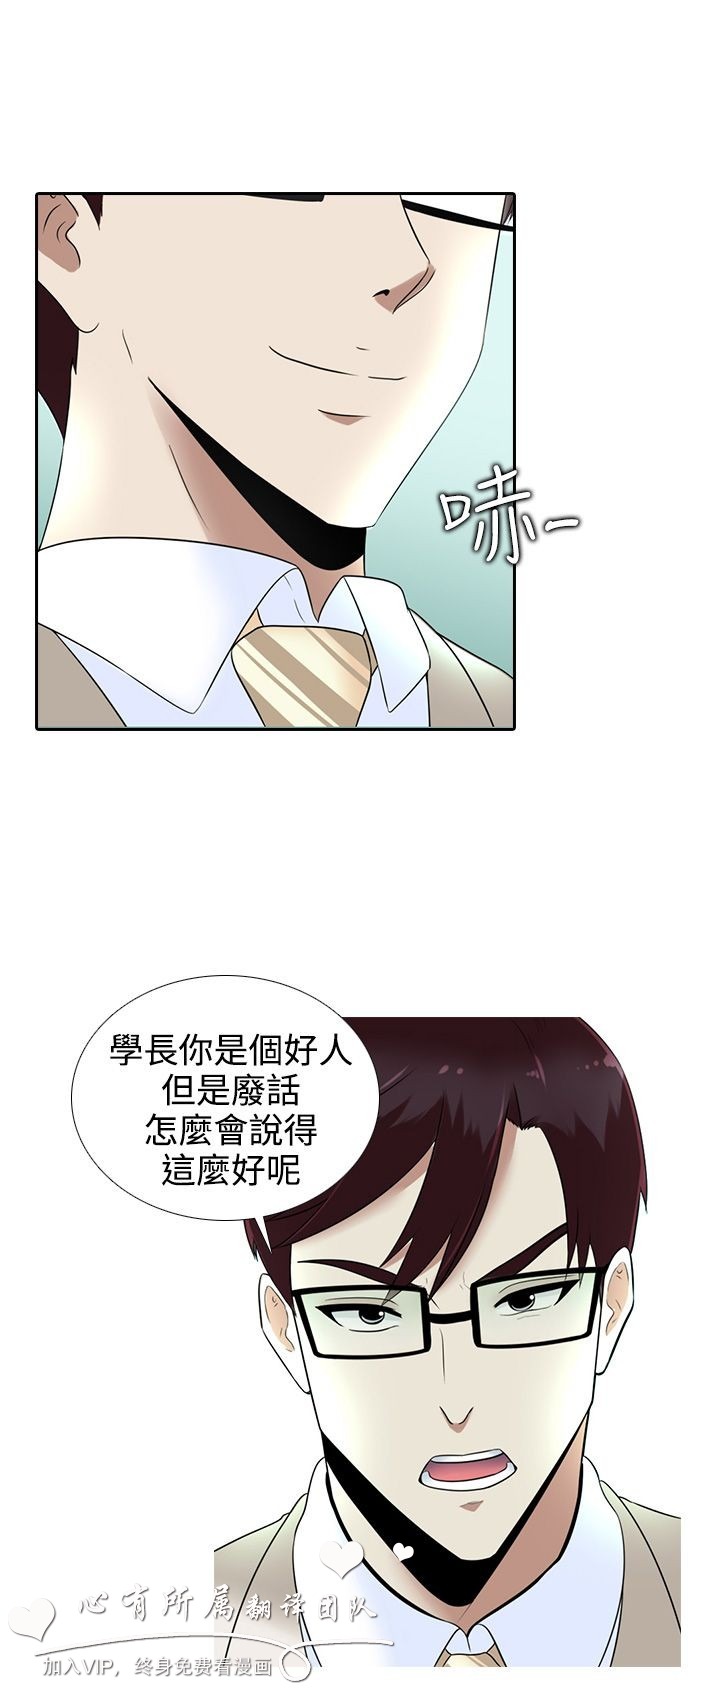 哧-
學長你是個好人
但是廢話
怎麼會說得
這麼好呢
心有所属翻译团队
加入VIP，终身免费看漫画